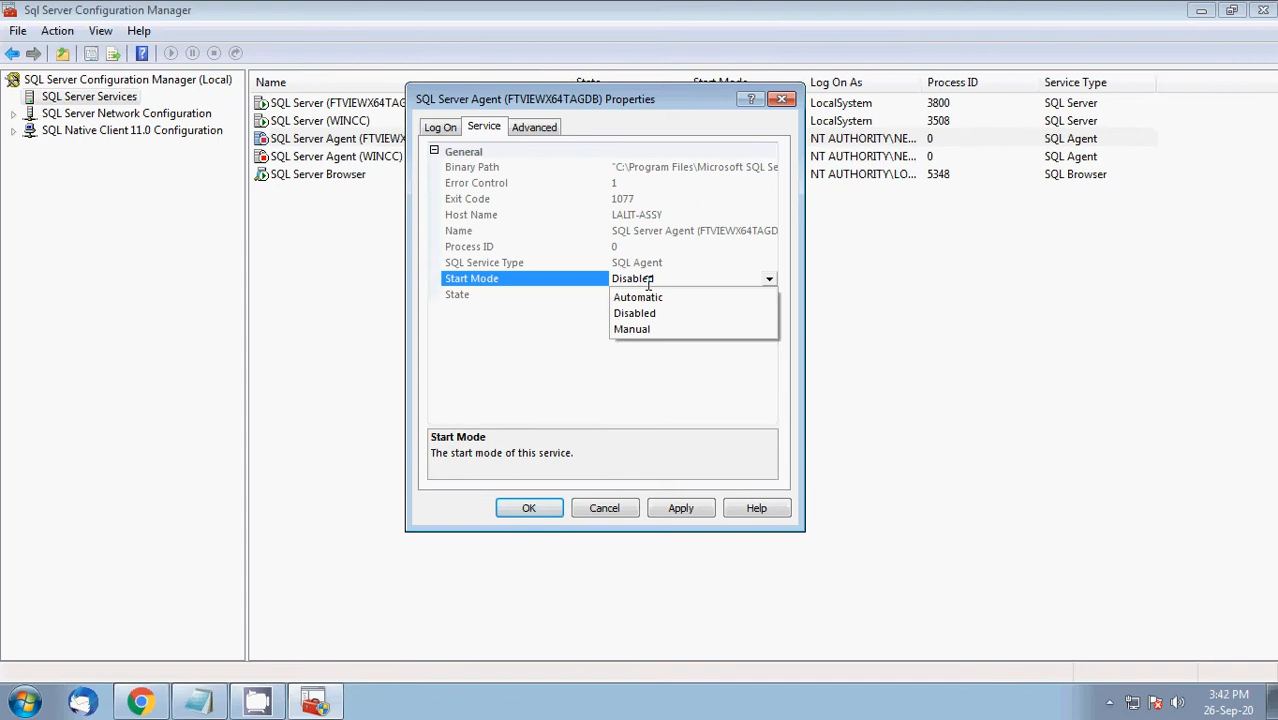 Sql Server Configuration Manager
File Action View Help
SQL Server Configuration Manager (Local)
SQL Server Services
SQL Server Network Configuration
SQL Native Client 11.0 Configuration
Name State Start Mode Log On As Process ID Service Type
SQL Server (FTVIEWX64TAG LocalSystem 3800 SQL Server
SQL Server (WINCC) LocalSystem 3508 SQL Server
SQL Server Agent (FTVIEW NT AUTHORITY\NE... 0 SQL Agent
SQL Server Agent (WINCC) NT AUTHORITY\NE... 0 SQL Agent
SQL Server Browser NT AUTHORITY\LO... 5348 SQL Browser
SQL Server Agent (FTVIEWX64TAGDB) Properties
Log On Service Advanced
General
Binary Path "C:\Program Files\Microsoft SQL Se
Error Control 1
Exit Code 1077
Host Name LALIT-ASSY
Name SQL Server Agent (FTVIEWX64TAGD
Process ID 0
SQL Service Type SQL Agent
Start Mode Disabled
State
Automatic
Disabled
Manual
Start Mode
The start mode of this service.
OK Cancel Apply Help
3:42 PM
26-Sep-20